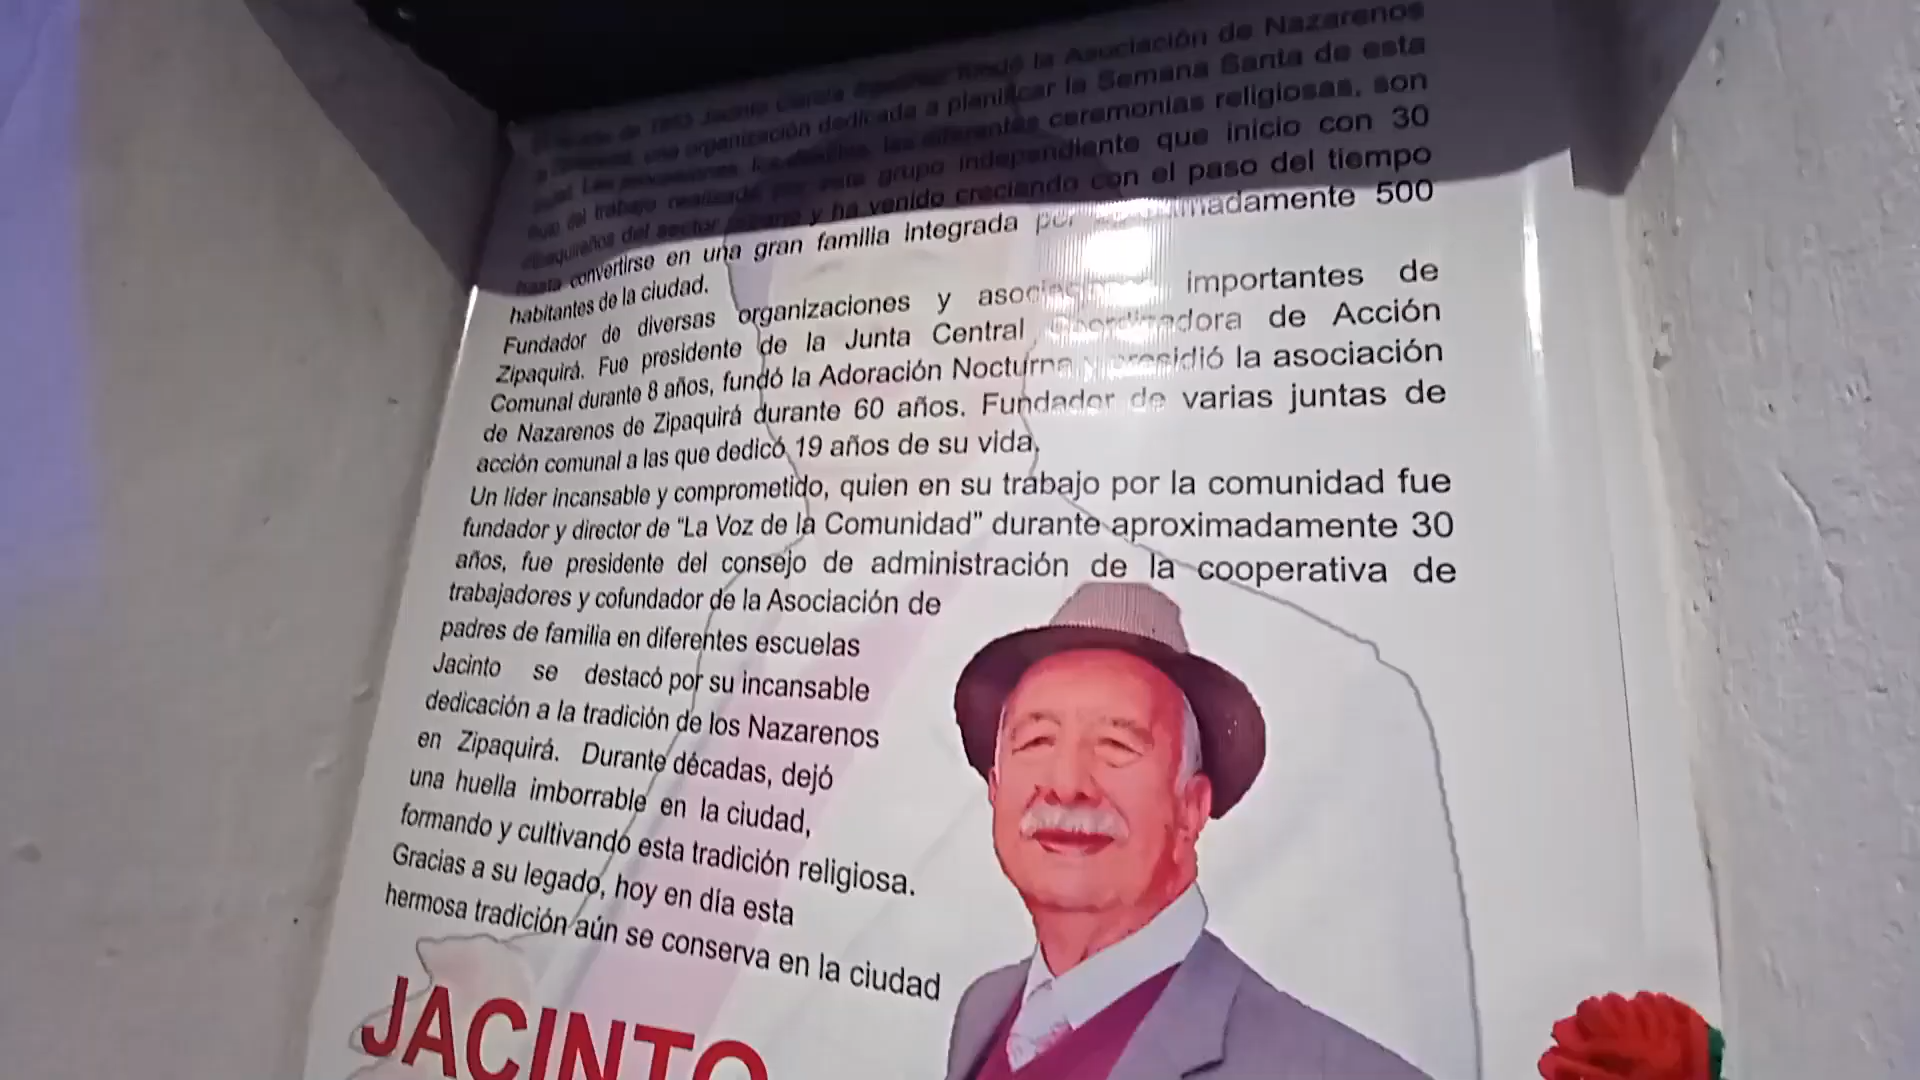 la Asociación de Nazarenos
organización dedicada a planificar la Semana Santa de esta
ceremonias religiosas, son
del trabajo realizado por este grupo independiente que inicio con 30
del sector y ha venido creciendo con el paso del tiempo
hasta convertirse en una gran familia integrada 500
habitantes de la ciudad.
Fundador de diversas organizaciones y importantes de
Zipaquirá. Fue presidente de la Junta Central Coordinadora de Acción
Comunal durante 8 años, fundó la Adoración Nocturna y presidió la asociación
de Nazarenos de Zipaquirá durante 60 años. Fundador de varias juntas de
acción comunal a las que dedicó 19 años de su vida.
Un líder incansable y comprometido, quien en su trabajo por la comunidad fue
fundador y director de “La Voz de la Comunidad” durante aproximadamente 30
años, fue presidente del consejo de administración de la cooperativa de
trabajadores y cofundador de la Asociación de
padres de familia en diferentes escuelas
Jacinto se destacó por su incansable
dedicación a la tradición de los Nazarenos
en Zipaquirá. Durante décadas, dejó
una huella imborrable en la ciudad,
formando y cultivando esta tradición religiosa.
Gracias a su legado, hoy en día esta
hermosa tradición aún se conserva en la ciudad
JACINTO